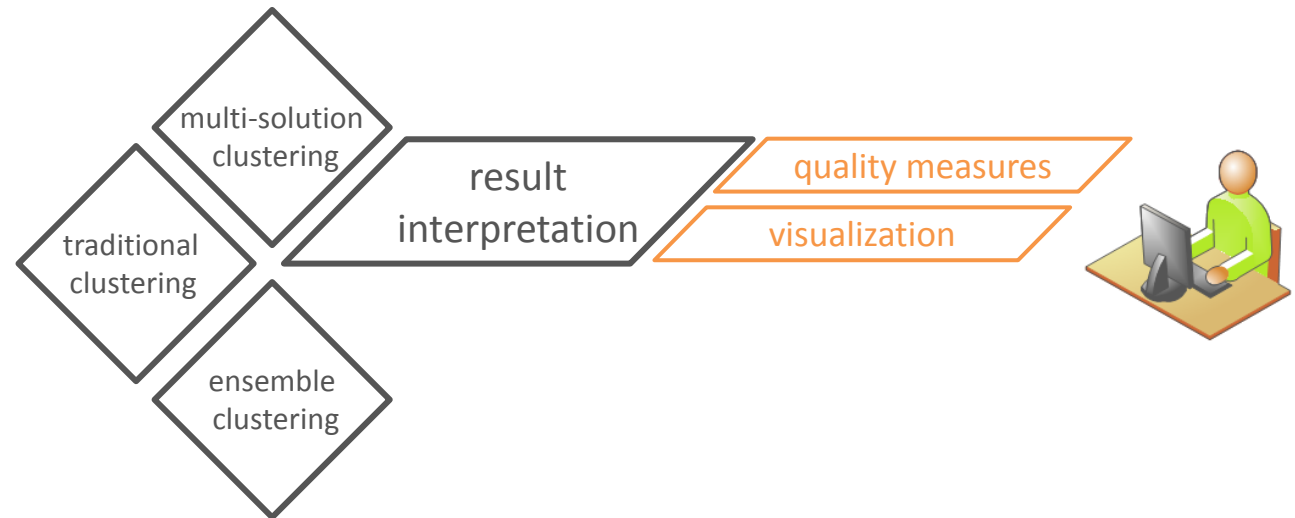 multi-solution
clustering
traditional
clustering
ensemble
clustering
result
interpretation
quality measures
visualization